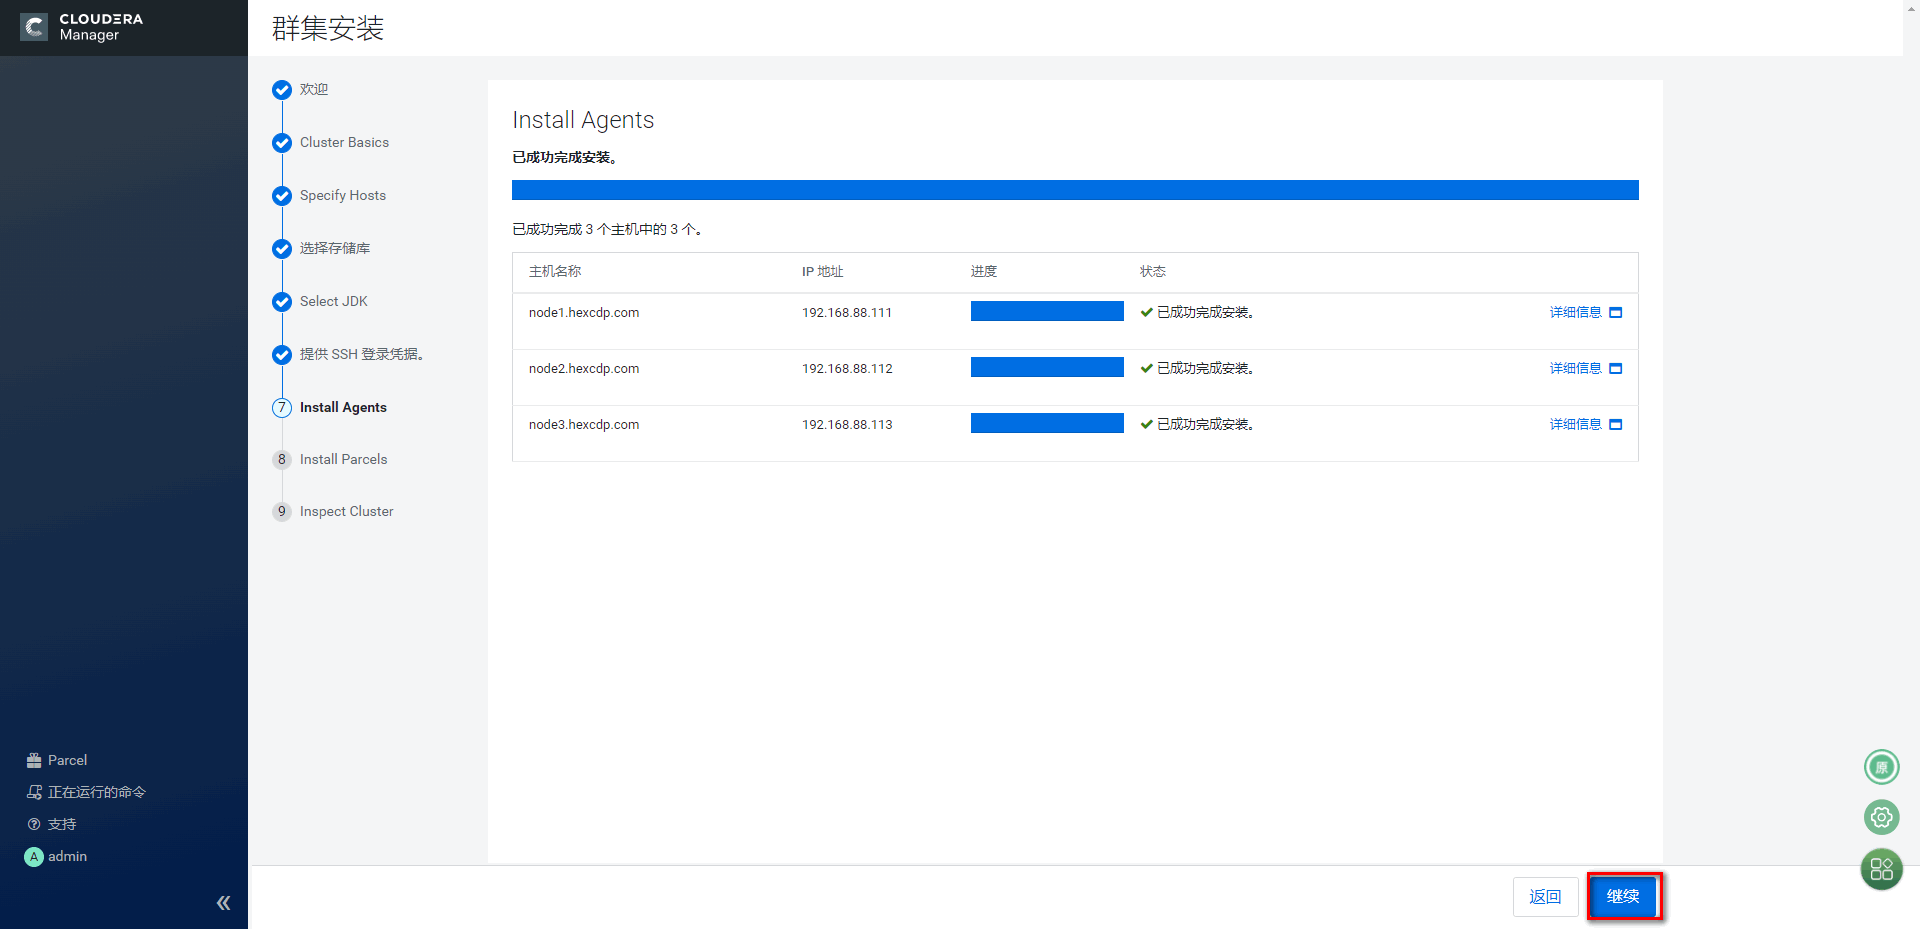 CLOUDERA
Manager
群集安装
欢迎
Cluster Basics
Specify Hosts
选择存储库
Select JDK
提供 SSH 登录凭据。
7 Install Agents
8 Install Parcels
9 Inspect Cluster
Install Agents
已成功完成安装。
已成功完成 3 个主机中的 3 个。
主机名称 IP 地址 进度 状态
node1.hexcdp.com 192.168.88.111 已成功完成安装。 详细信息
node2.hexcdp.com 192.168.88.112 已成功完成安装。 详细信息
node3.hexcdp.com 192.168.88.113 已成功完成安装。 详细信息
Parcel
正在运行的命令
支持
A admin
原
返回 继续